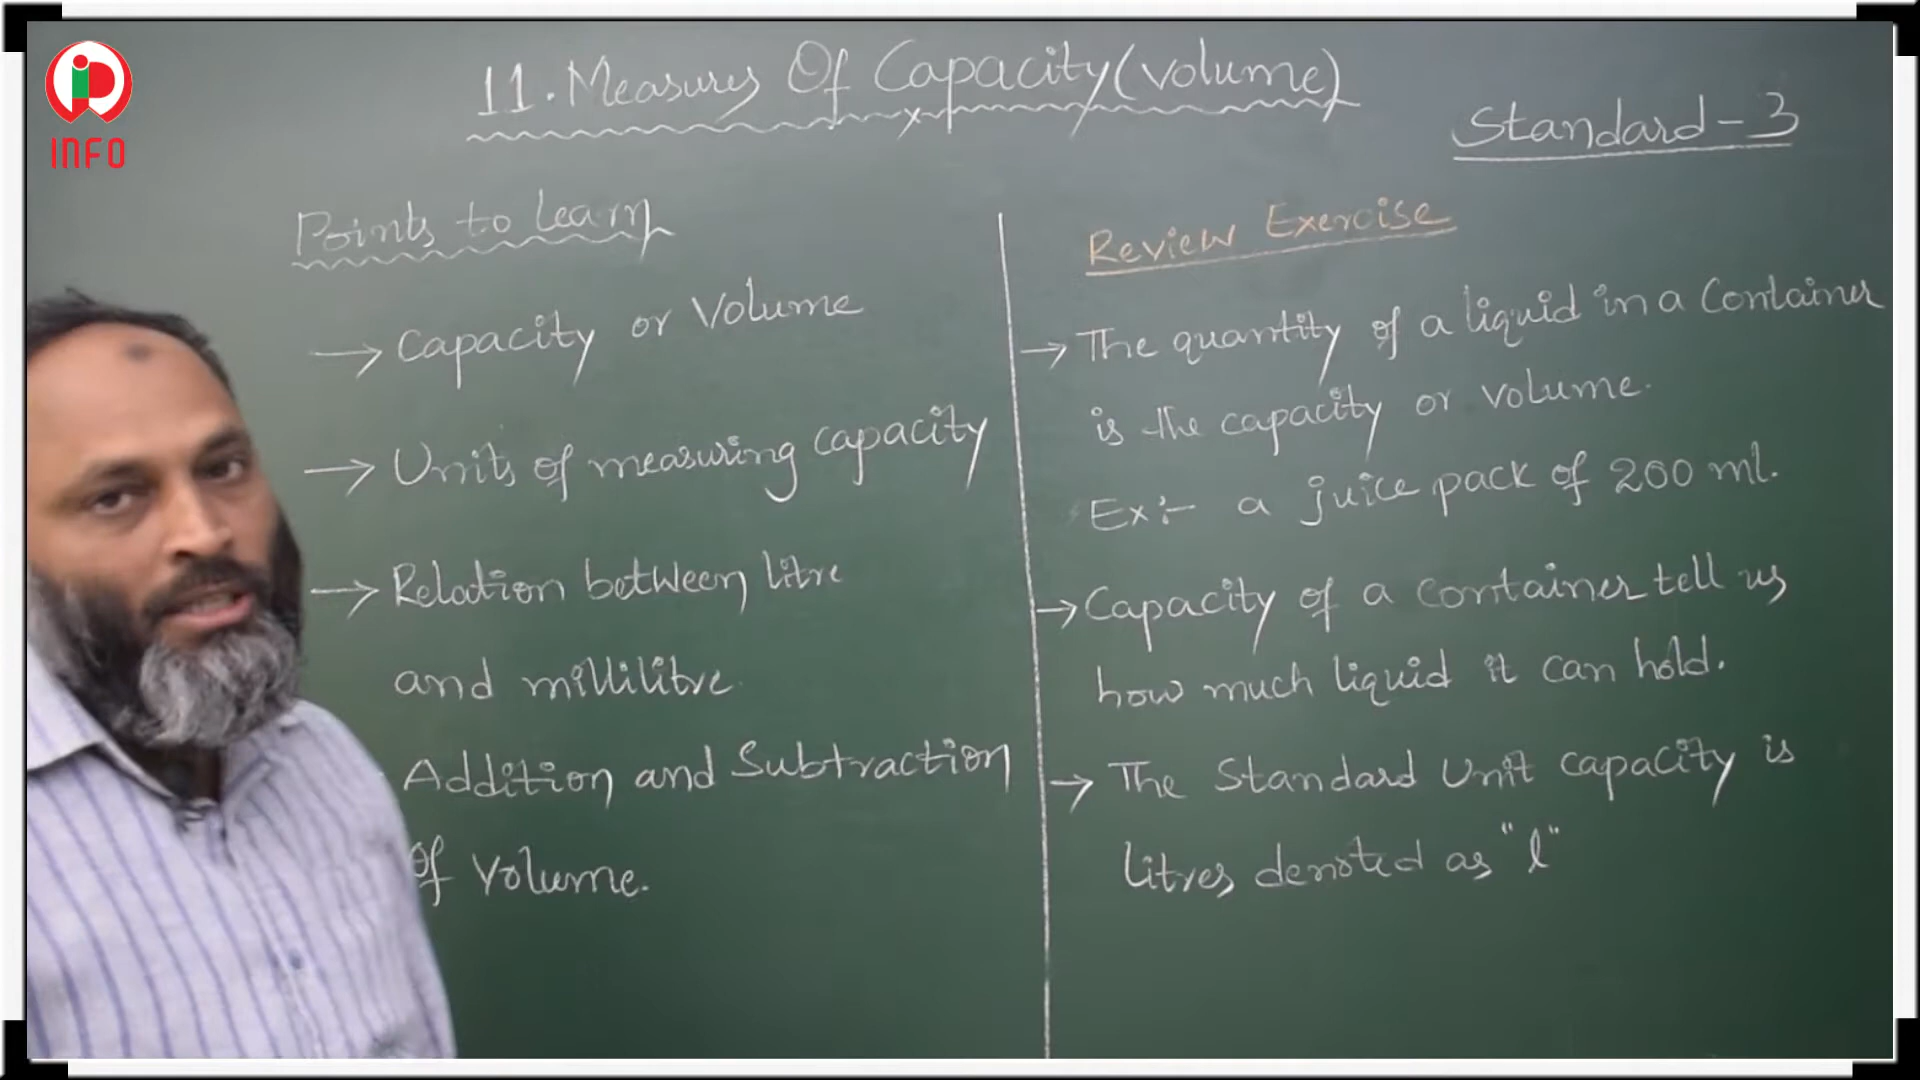 INFO
11. Measures Of Capacity (volume)
Standard - 3
Points to learn
→ Capacity or Volume
→ Units of measuring capacity
→ Relation between litre
and millilitre
Addition and Subtraction
of volume.
Review Exercise
→ The quantity of a liquid in a Container
is the capacity or volume.
Ex:- a juice pack of 200 ml.
→ Capacity of a container tell us
how much liquid it can hold.
→ The Standard Unit capacity is
litres denoted as "l"